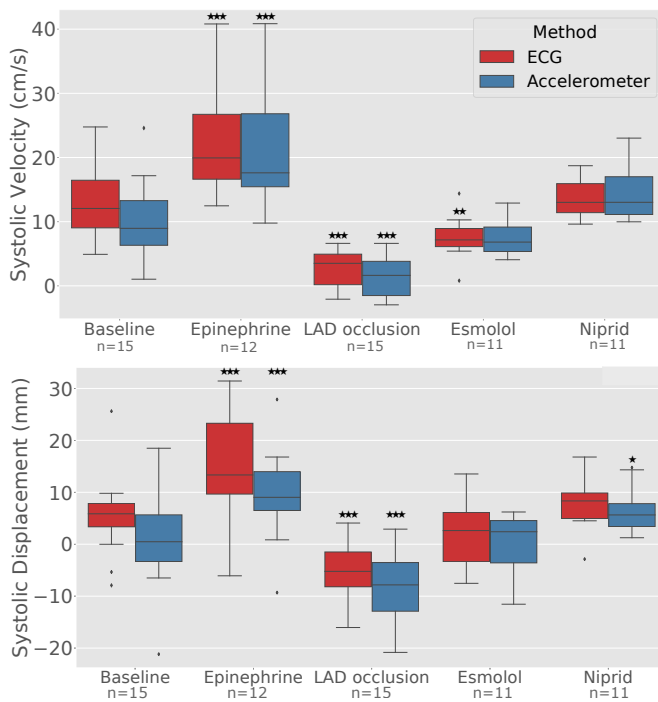 Systolic Velocity (cm/s)
40
30
20
10
0
★★★ ★★★
★★★ ★★★
★★
Method
ECG
Accelerometer
Baseline Epinephrine LAD occlusion Esmolol Niprid
n=15 n=12 n=15 n=11 n=11
Systolic Displacement (mm)
30
20
10
0
−10
−20
★★★ ★★★
★★★ ★★★
★
Baseline Epinephrine LAD occlusion Esmolol Niprid
n=15 n=12 n=15 n=11 n=11